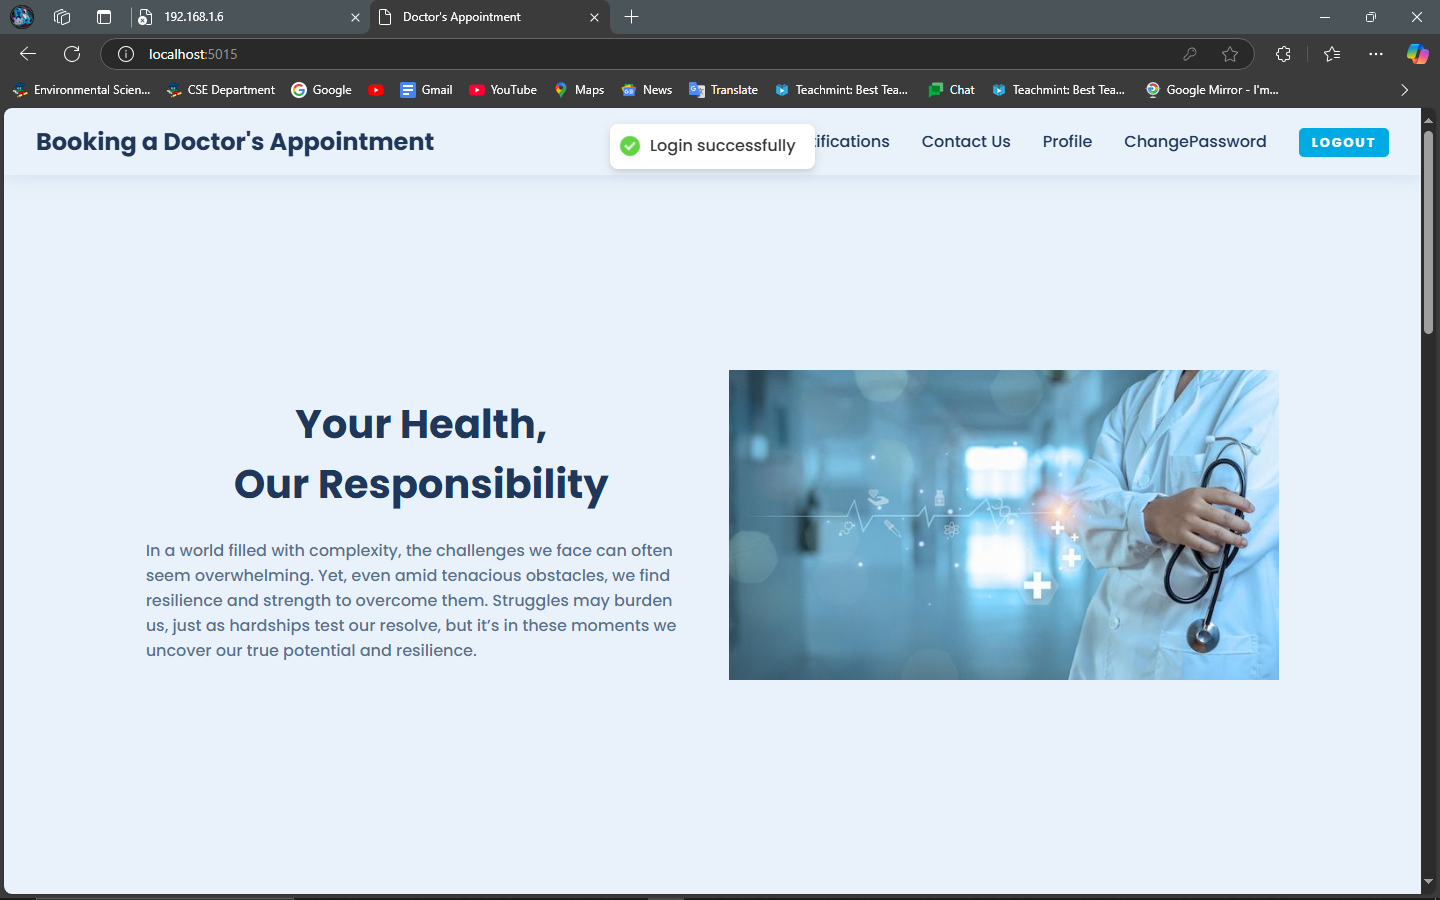 192.168.1.6
Doctor's Appointment
localhost:5015
Environmental Scien...
CSE Department
Google
Gmail
YouTube
Maps
News
Translate
Teachmint: Best Tea...
Chat
Teachmint: Best Tea...
Google Mirror - I'm...
Booking a Doctor's Appointment
Login successfully
ifications
Contact Us
Profile
ChangePassword
LOGOUT
Your Health,
Our Responsibility
In a world filled with complexity, the challenges we face can often
seem overwhelming. Yet, even amid tenacious obstacles, we find
resilience and strength to overcome them. Struggles may burden
us, just as hardships test our resolve, but it’s in these moments we
uncover our true potential and resilience.